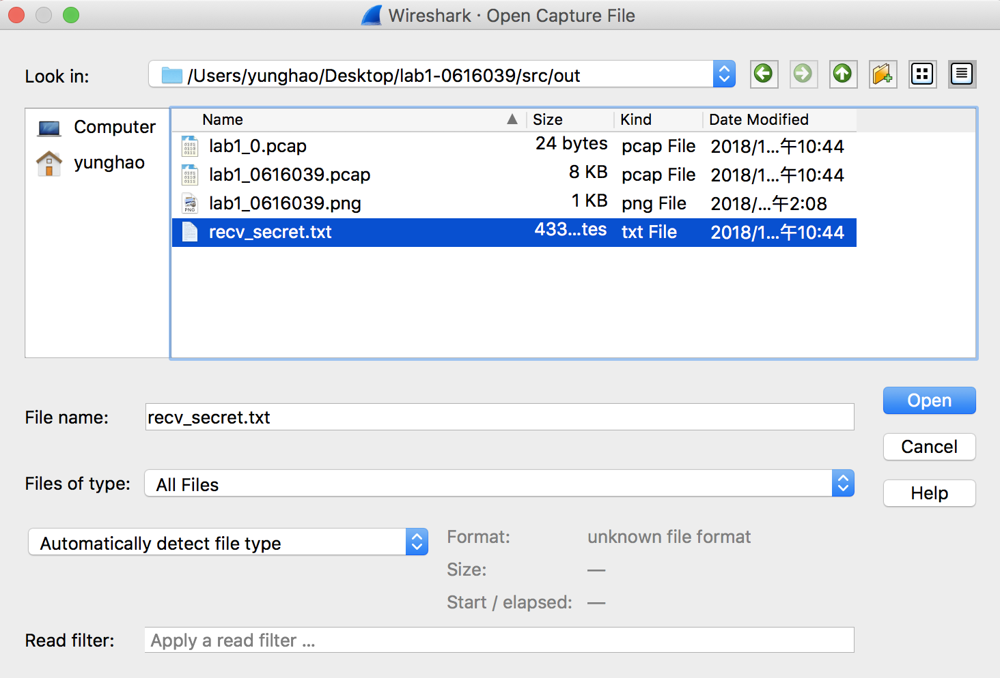 Wireshark · Open Capture File
Look in: /Users/yunghao/Desktop/lab1-0616039/src/out
Computer
yunghao
Name Size Kind Date Modified
lab1_0.pcap 24 bytes pcap File 2018/1...午10:44
lab1_0616039.pcap 8 KB pcap File 2018/1...午10:44
lab1_0616039.png 1 KB png File 2018/...午2:08
recv_secret.txt 433...tes txt File 2018/1...午10:44
File name: recv_secret.txt
Open
Cancel
Files of type: All Files
Help
Automatically detect file type
Format: unknown file format
Size: —
Start / elapsed: —
Read filter: Apply a read filter ...